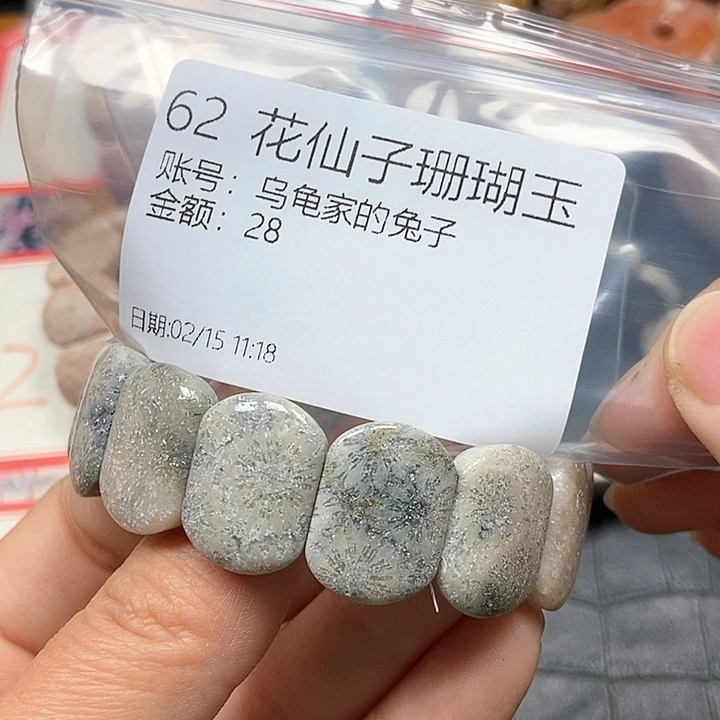 62 花仙子珊瑚玉
账号：乌龟家的兔子
金额：28
日期:02/15 11:18
2